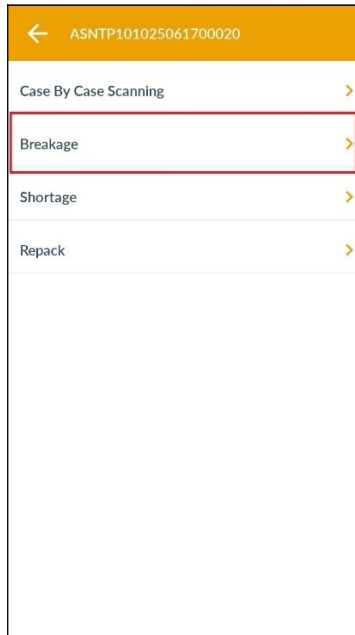 ASNTP101025061700020
Case By Case Scanning
Breakage
Shortage
Repack